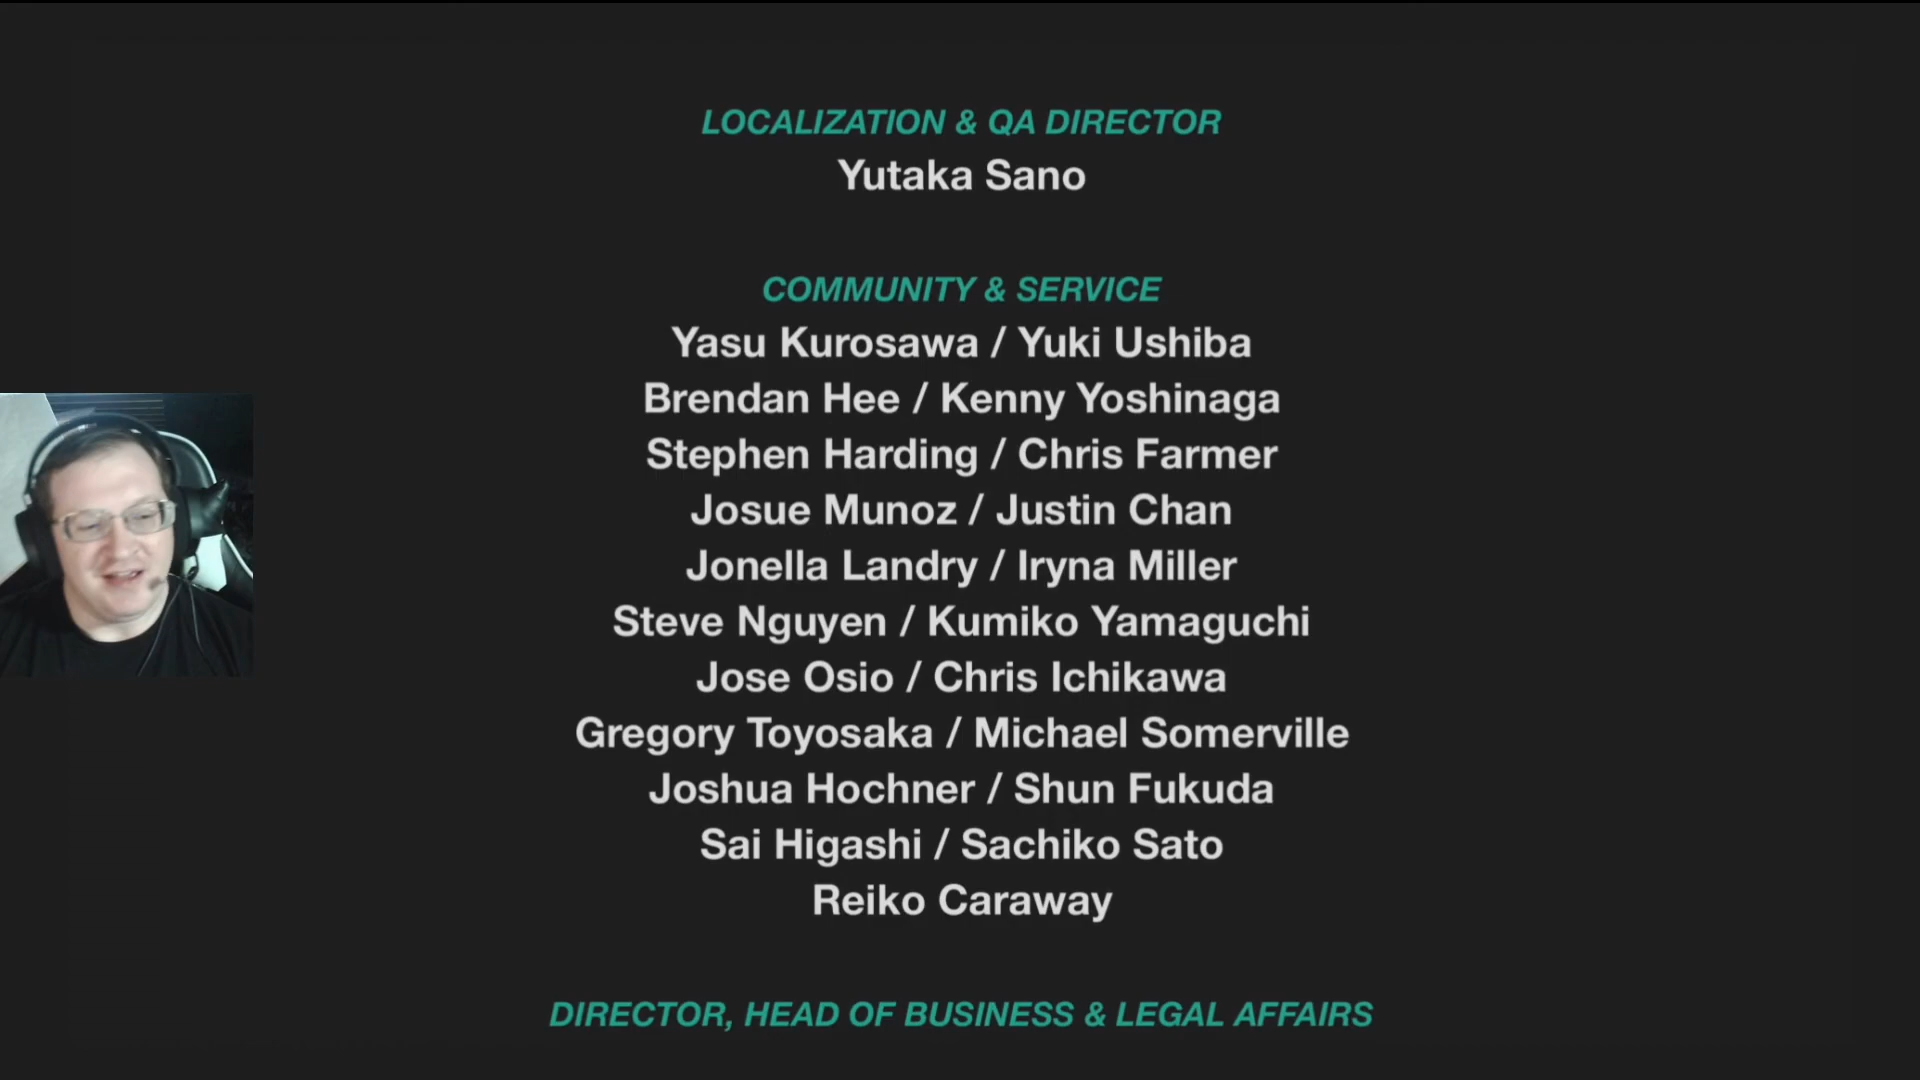 LOCALIZATION & QA DIRECTOR
Yutaka Sano
COMMUNITY & SERVICE
Yasu Kurosawa / Yuki Ushiba
Brendan Hee / Kenny Yoshinaga
Stephen Harding / Chris Farmer
Josue Munoz / Justin Chan
Jonella Landry / Iryna Miller
Steve Nguyen / Kumiko Yamaguchi
Jose Osio / Chris Ichikawa
Gregory Toyosaka / Michael Somerville
Joshua Hochner / Shun Fukuda
Sai Higashi / Sachiko Sato
Reiko Caraway
DIRECTOR, HEAD OF BUSINESS & LEGAL AFFAIRS